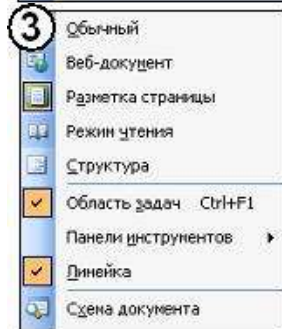 3
Обычный
Веб-документ
Разметка страницы
Режим чтения
Структура
Область задач Ctrl+F1
Панели инструментов
Линейка
Схема документа